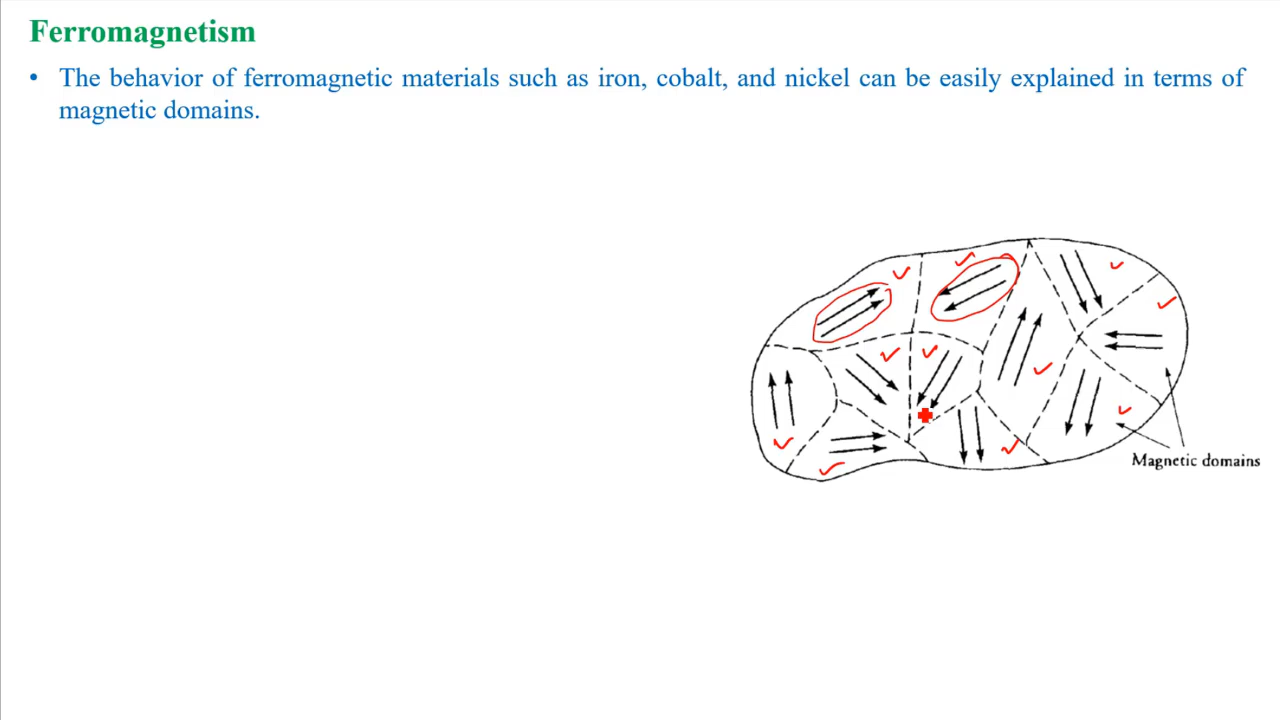 Ferromagnetism
• The behavior of ferromagnetic materials such as iron, cobalt, and nickel can be easily explained in terms of
magnetic domains.
Magnetic domains